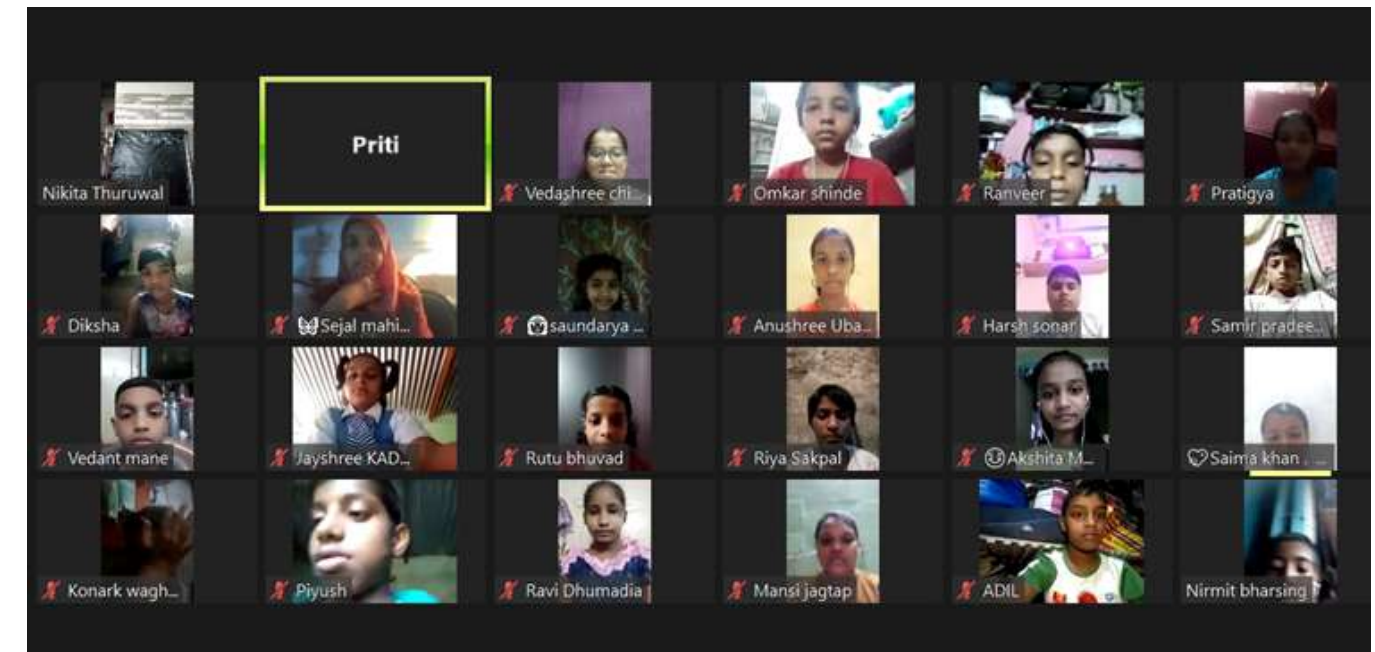 Nikita Thuruwal
Priti
Vedashree chi...
Omkar shinde
Ranveer
Pratigya
Diksha
Sejal mahi...
saundarya ...
Anushree Uba...
Harsh sonar
Samir pradee...
Vedant mane
Jayshree KAD...
Rutu bhuvad
Riya Sakpal
Akshita M...
Saima khan . ...
Konark wagh...
Piyush
Ravi Dhumadia
Mansi jagtap
ADIL
Nirmit bharsing